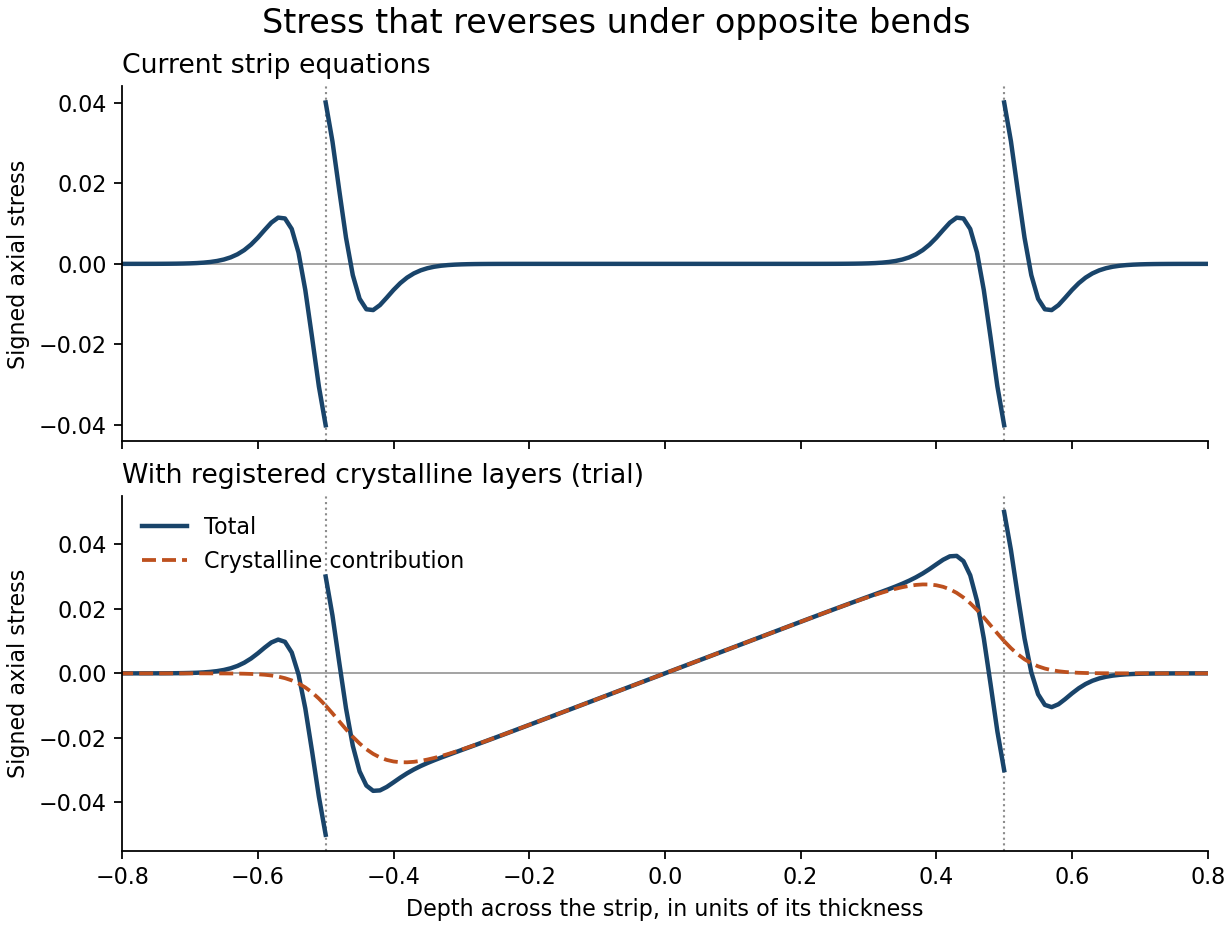 Stress that reverses under opposite bends
Current strip equations
Signed axial stress
0.04
0.02
0.00
−0.02
−0.04
With registered crystalline layers (trial)
Signed axial stress
Total
Crystalline contribution
0.04
0.02
0.00
−0.02
−0.04
−0.8 −0.6 −0.4 −0.2 0.0 0.2 0.4 0.6 0.8
Depth across the strip, in units of its thickness